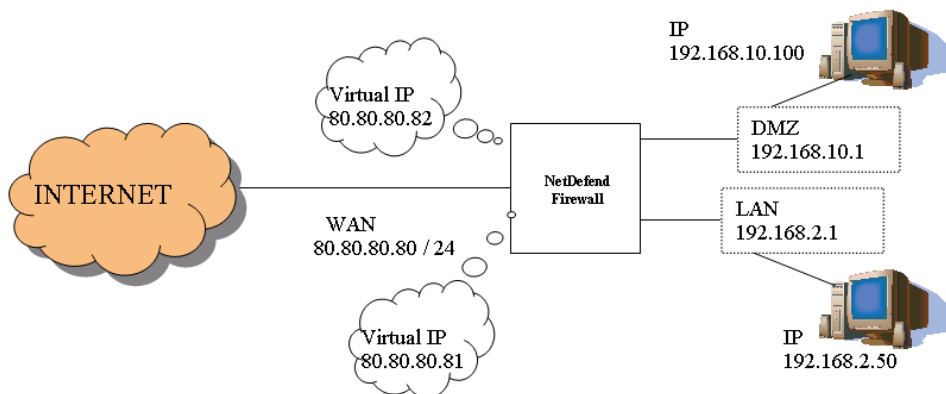 IP
192.168.10.100
Virtual IP
80.80.80.82
DMZ
192.168.10.1
INTERNET
NetDefend
Firewall
WAN
80.80.80.80 / 24
LAN
192.168.2.1
Virtual IP
80.80.80.81
IP
192.168.2.50